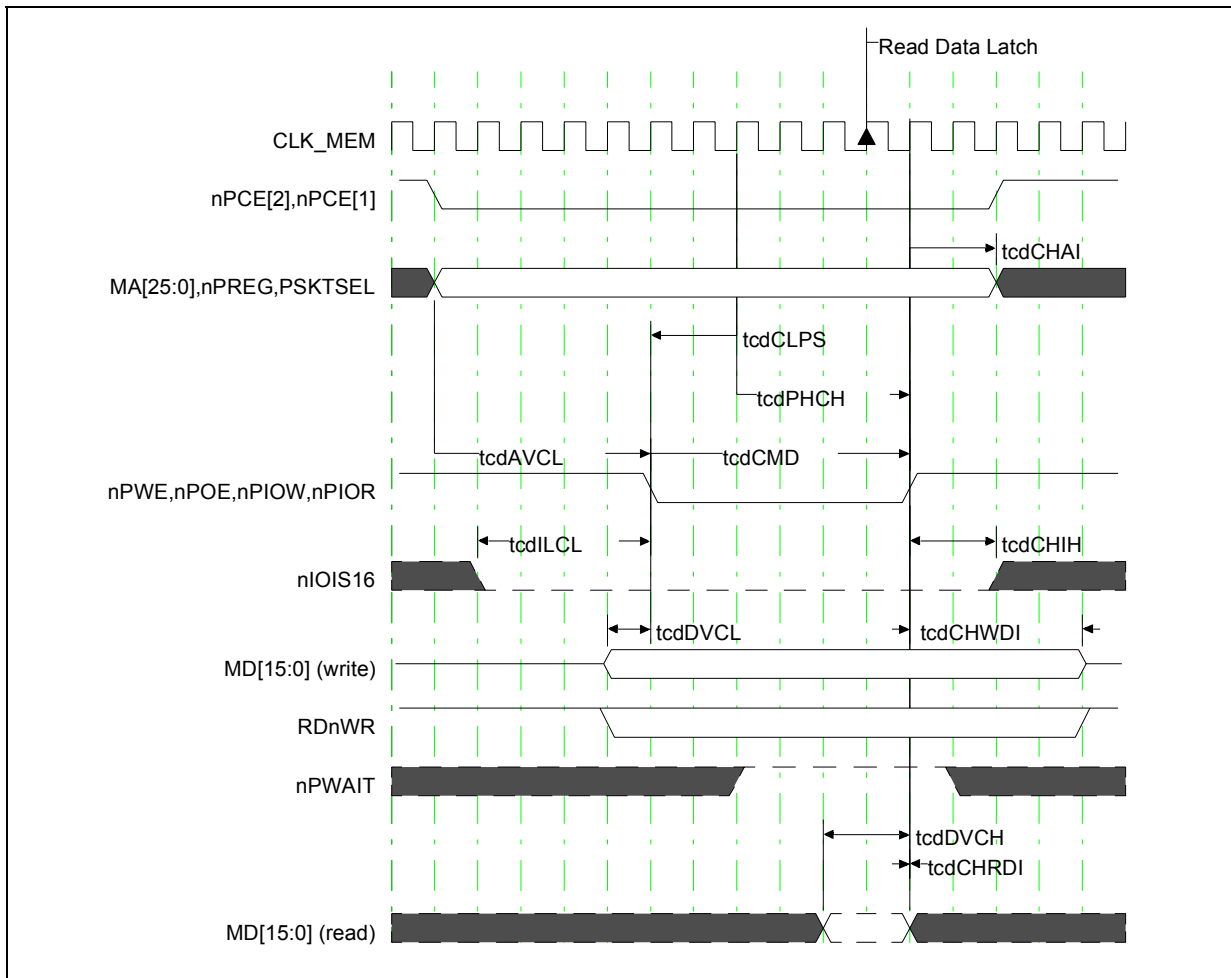 Read Data Latch
CLK_MEM
nPCE[2],nPCE[1]
tcdCHAI
MA[25:0],nPREG,PSKTSEL
tcdCLPS
tcdPHCH
tcdAVCL
tcdCMD
nPWE,nPOE,nPIOW,nPIOR
tcdILCL
tcdCHIH
nIOIS16
tcdDVCL
tcdCHWDI
MD[15:0] (write)
RDnWR
nPWAIT
tcdDVCH
tcdCHRDI
MD[15:0] (read)